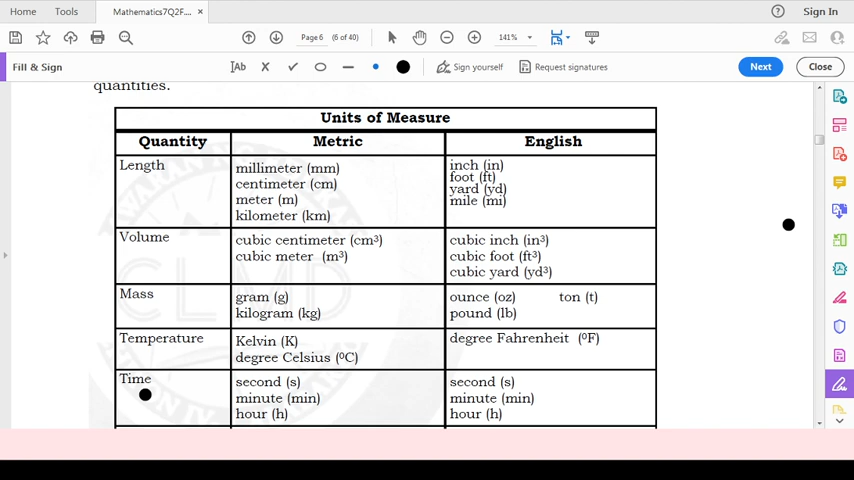 Home Tools Mathematics7Q2F.... × Sign In
Page 6 (6 of 40) 141%
Fill & Sign Ab Sign yourself Request signatures Next Close
quantities.
Units of Measure
Quantity Metric English
Length
millimeter (mm)
centimeter (cm)
meter (m)
kilometer (km)
inch (in)
foot (ft)
yard (yd)
mile (mi)
Volume
cubic centimeter (cm³)
cubic meter (m³)
cubic inch (in³)
cubic foot (ft³)
cubic yard (yd³)
Mass
gram (g)
kilogram (kg)
ounce (oz) ton (t)
pound (lb)
Temperature
Kelvin (K)
degree Celsius (⁰C)
degree Fahrenheit (⁰F)
Time
second (s)
minute (min)
hour (h)
second (s)
minute (min)
hour (h)
CLMD